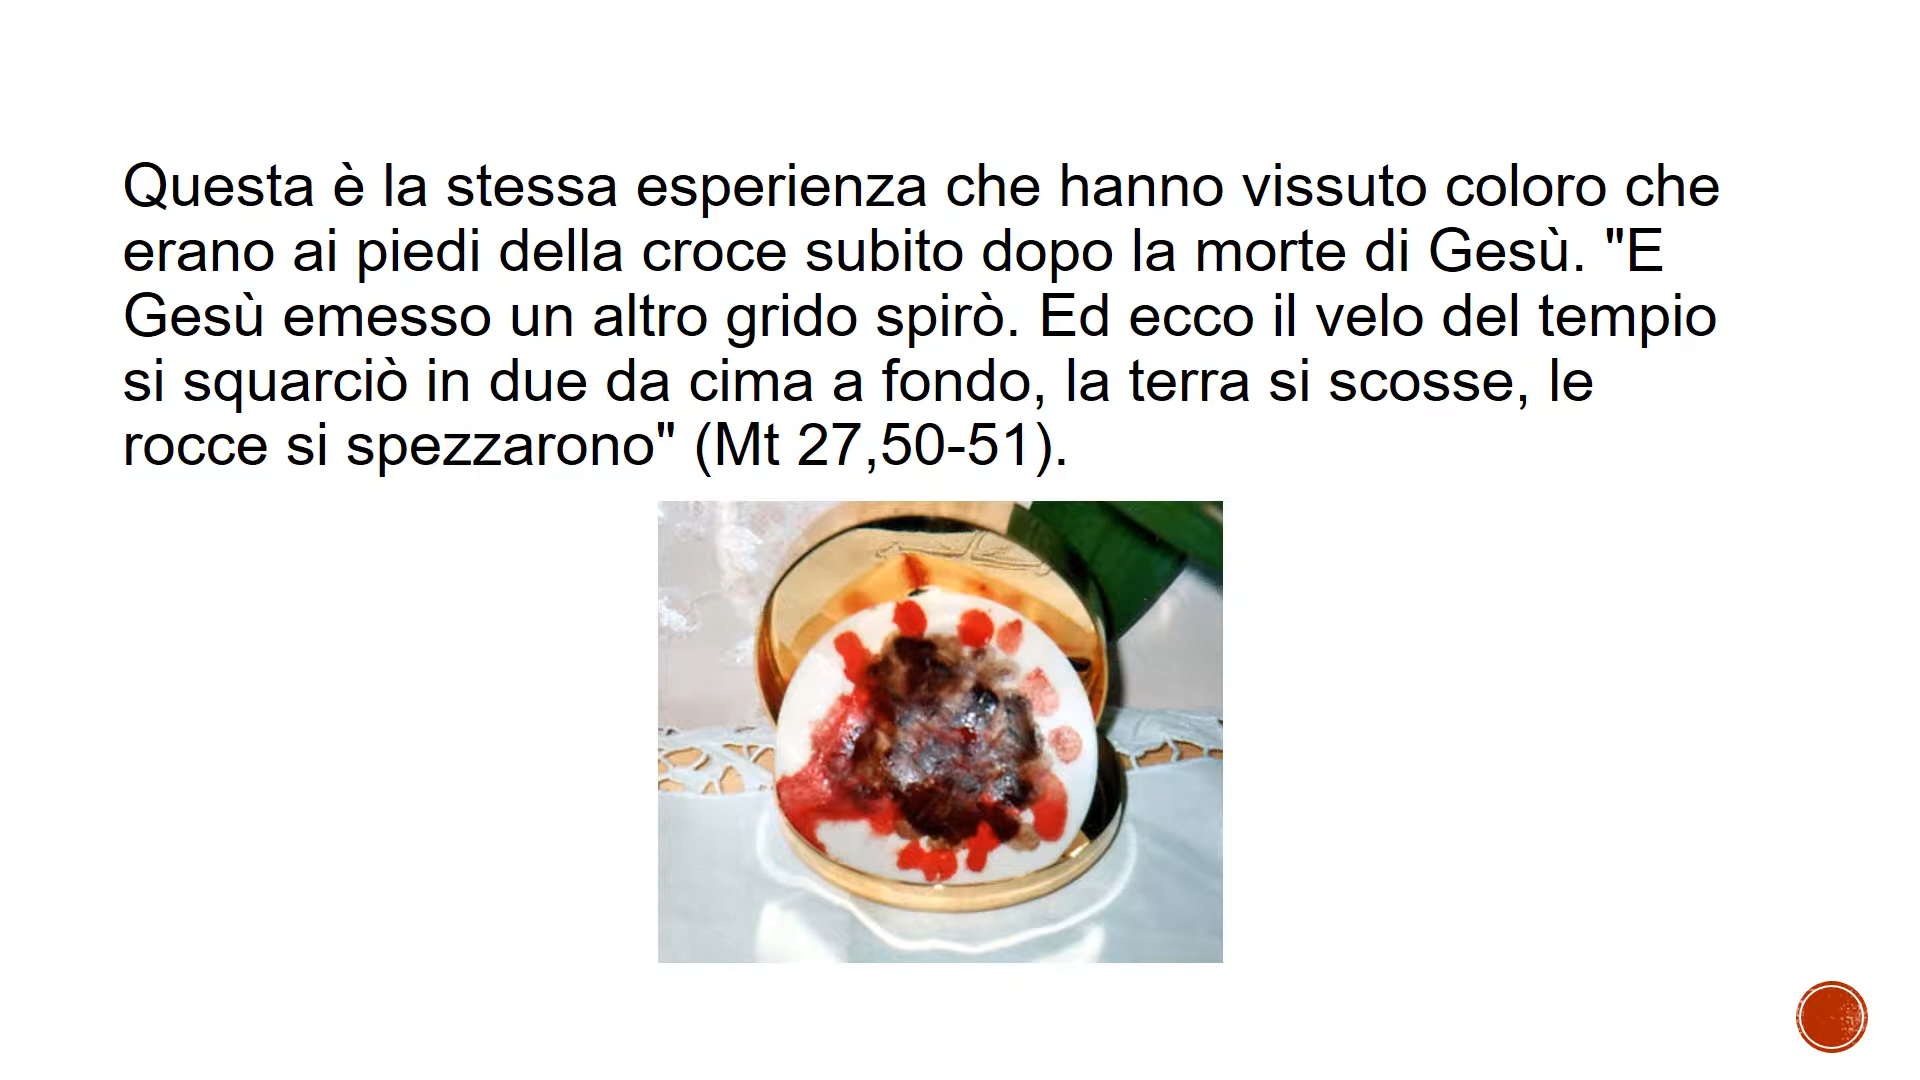 Questa è la stessa esperienza che hanno vissuto coloro che
erano ai piedi della croce subito dopo la morte di Gesù. "E
Gesù emesso un altro grido spirò. Ed ecco il velo del tempio
si squarciò in due da cima a fondo, la terra si scosse, le
rocce si spezzarono" (Mt 27,50-51).